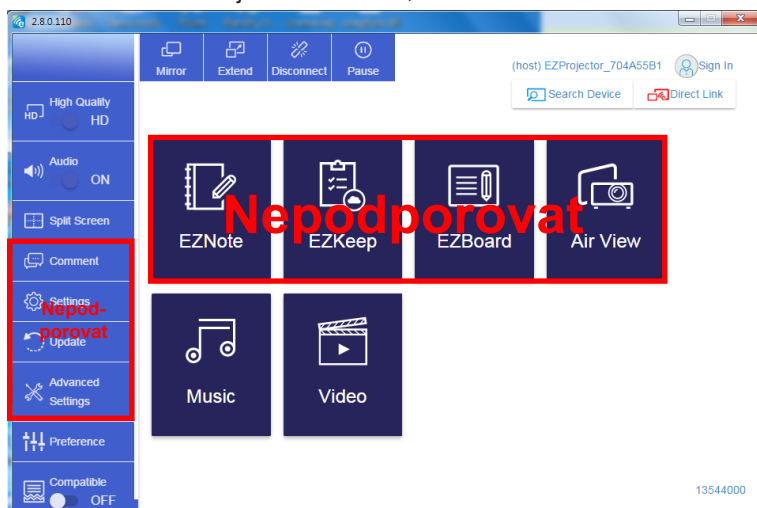 2.8.0.110
Mirror
Extend
Disconnect
Pause
(host) EZProjector_704A55B1
Sign In
Search Device
Direct Link
High Quality
HD
HD
Audio
ON
Split Screen
Comment
Settings
Update
Advanced
Settings
Preference
Compatible
OFF
Nepod-
porovat
EZNote
EZKeep
EZBoard
Air View
Nepodporovat
Music
Video
13544000